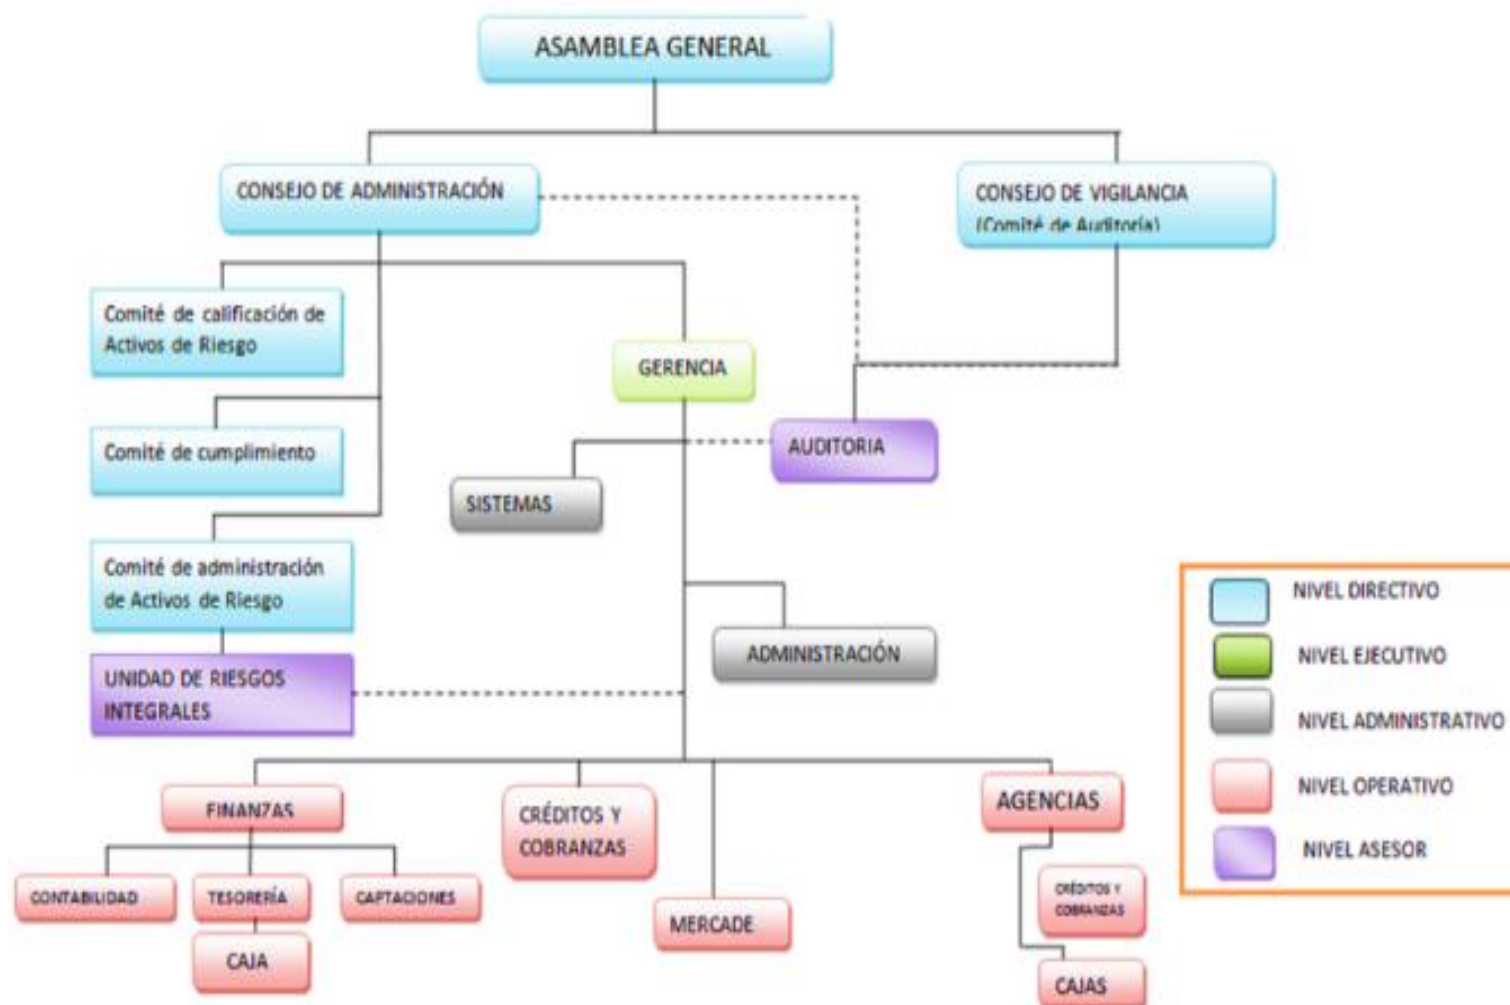 ASAMBLEA GENERAL
CONSEJO DE ADMINISTRACIÓN
CONSEJO DE VIGILANCIA
(Comité de Auditoría)
Comité de calificación de
Activos de Riesgo
GERENCIA
Comité de cumplimiento
AUDITORIA
SISTEMAS
Comité de administración
de Activos de Riesgo
ADMINISTRACIÓN
UNIDAD DE RIESGOS
INTEGRALES
FINANZAS
CRÉDITOS Y
COBRANZAS
AGENCIAS
CONTABILIDAD
TESORERÍA
CAPTACIONES
CAJA
MERCADE
CRÉDITOS Y
COBRANZAS
CAJAS
NIVEL DIRECTIVO
NIVEL EJECUTIVO
NIVEL ADMINISTRATIVO
NIVEL OPERATIVO
NIVEL ASESOR